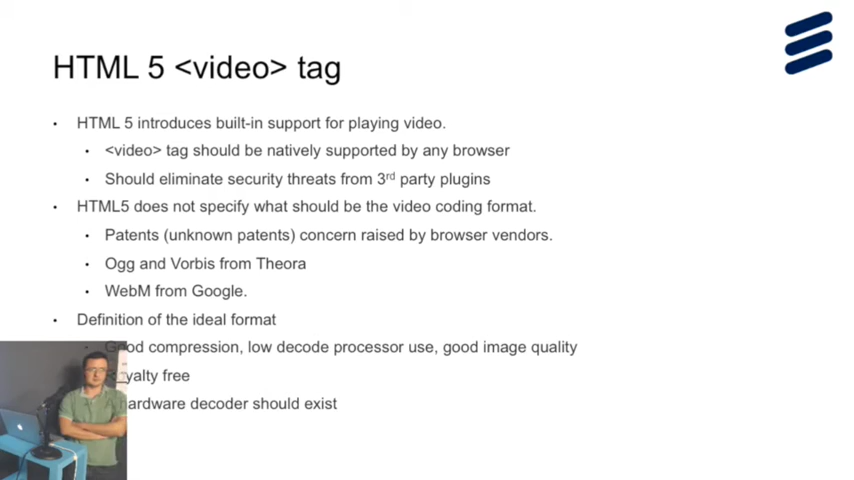 HTML 5 <video> tag
HTML 5 introduces built-in support for playing video.
<video> tag should be natively supported by any browser
Should eliminate security threats from 3rd party plugins
HTML5 does not specify what should be the video coding format.
Patents (unknown patents) concern raised by browser vendors.
Ogg and Vorbis from Theora
WebM from Google.
Definition of the ideal format
Good compression, low decode processor use, good image quality
Royalty free
hardware decoder should exist